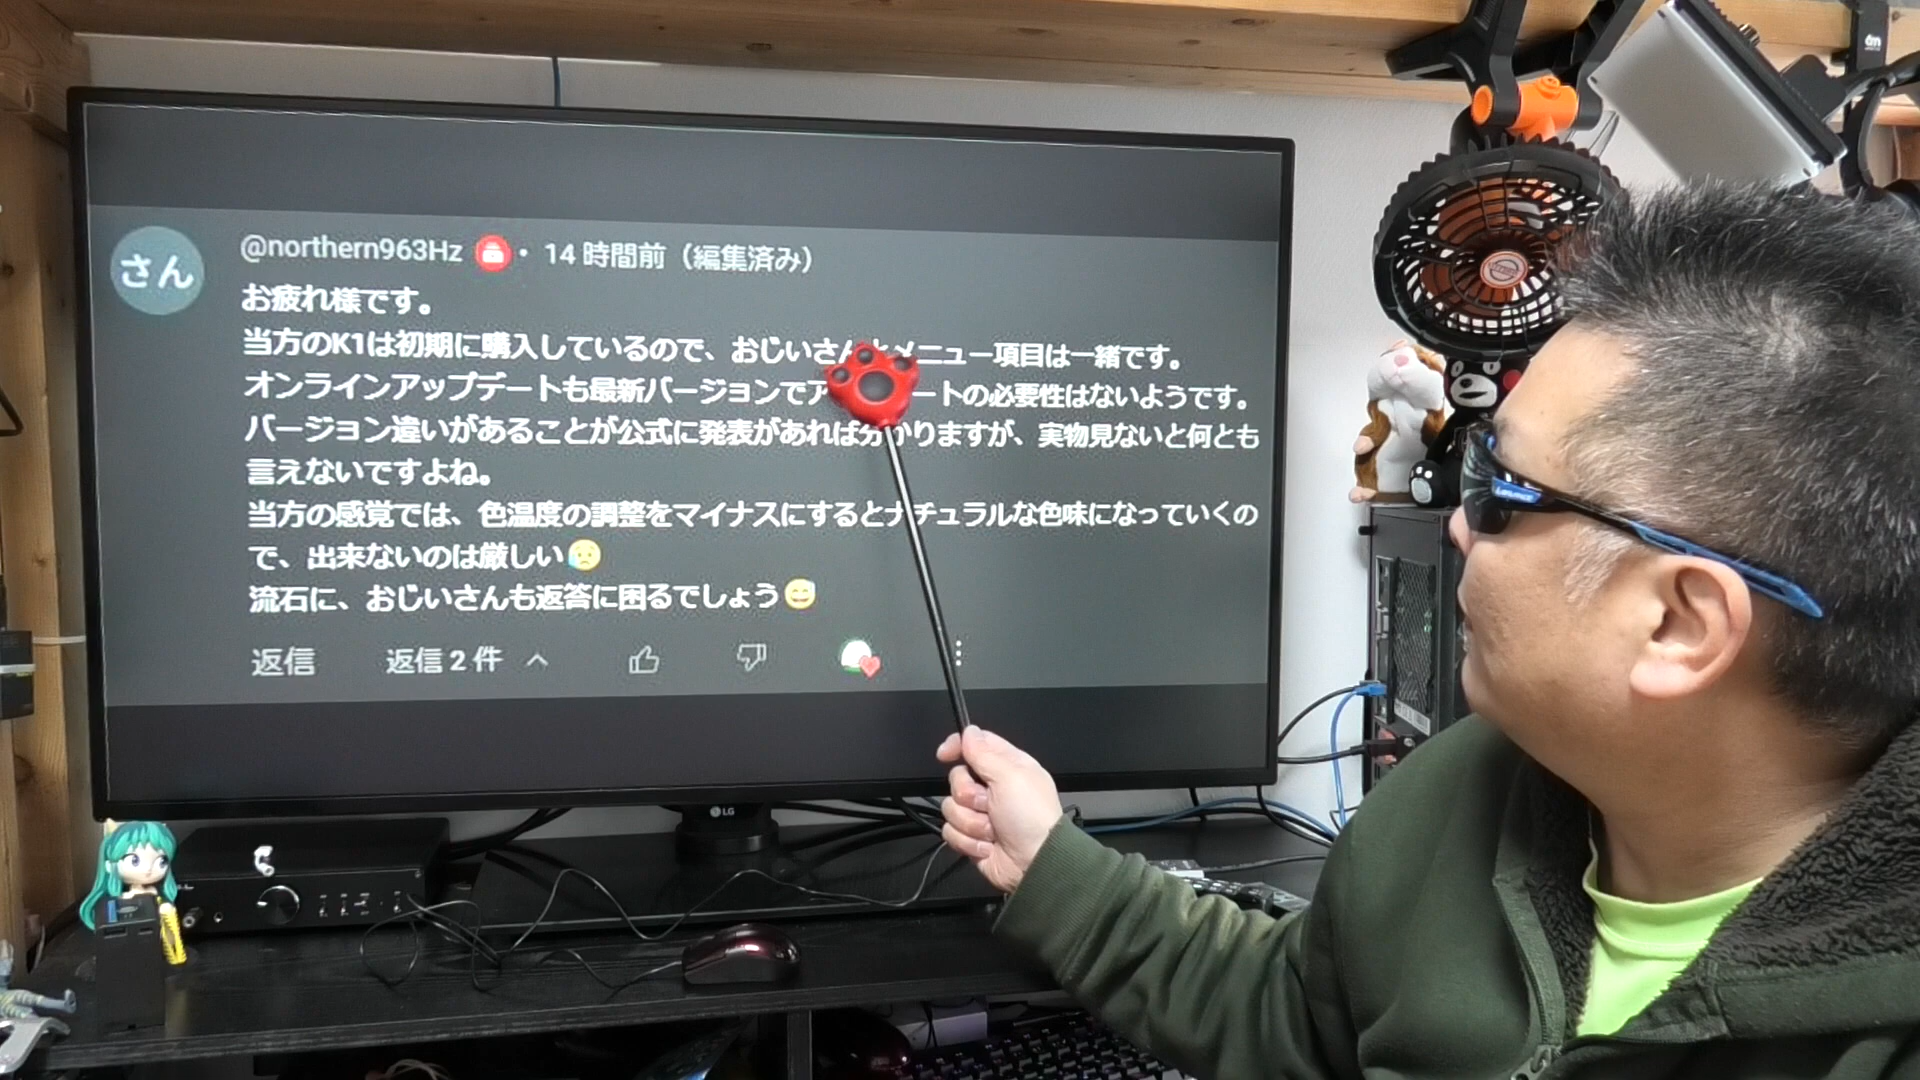 さん
@northern963Hz ・ 14 時間前（編集済み）
お疲れ様です。
当方のK1は初期に購入しているので、おじいさんとメニュー項目は一緒です。
オンラインアップデートも最新バージョンでア ートの必要性はないようです。
バージョン違いがあることが公式に発表があれば分かりますが、実物見ないと何とも
言えないですよね。
当方の感覚では、色温度の調整をマイナスにするとナチュラルな色味になっていくの
で、出来ないのは厳しい😥
流石に、おじいさんも返答に困るでしょう😅
返信 返信 2 件
LG